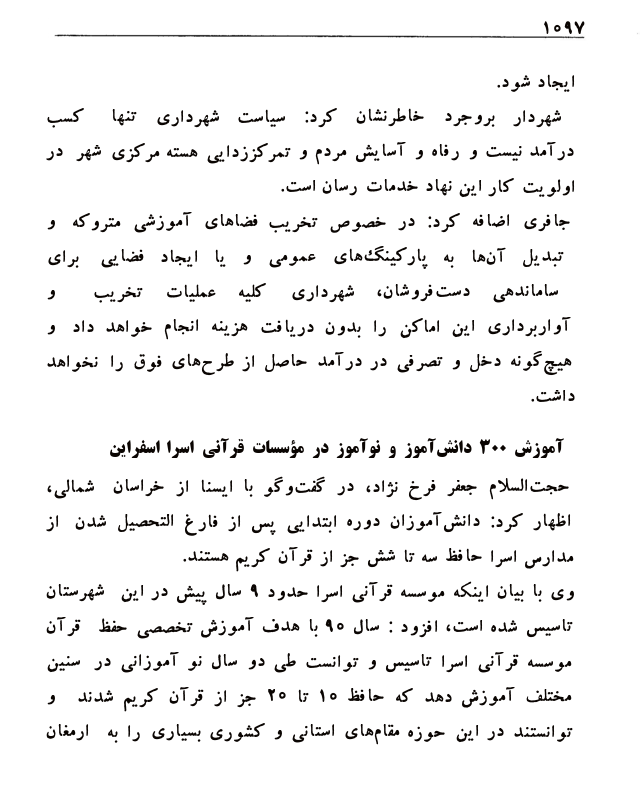 ۱۰۹۷
ایجاد شود.
شهردار بروجرد خاطرنشان کرد: سیاست شهرداری تنها کسب
درآمد نیست و رفاه و آسایش مردم و تمرکززدایی هسته مرکزی شهر در
اولویت کار این نهاد خدمات رسان است.
جافری اضافه کرد: در خصوص تخریب فضاهای آموزشی متروکه و
تبدیل آن‌ها به پارکینگ‌های عمومی و یا ایجاد فضایی برای
ساماندهی دست‌فروشان، شهرداری کلیه عملیات تخریب و
آواربرداری این اماکن را بدون دریافت هزینه انجام خواهد داد و
هیچ‌گونه دخل و تصرفی در درآمد حاصل از طرح‌های فوق را نخواهد
داشت.
آموزش ۳۰۰ دانش‌آموز و نوآموز در مؤسسات قرآنی اسرا اسفراین
حجت‌السلام جعفر فرخ نژاد، در گفت‌وگو با ایسنا از خراسان شمالی،
اظهار کرد: دانش‌آموزان دوره ابتدایی پس از فارغ التحصیل شدن از
مدارس اسرا حافظ سه تا شش جز از قرآن کریم هستند.
وی با بیان اینکه موسسه قرآنی اسرا حدود ۹ سال پیش در این شهرستان
تاسیس شده است، افزود : سال ۹۰ با هدف آموزش تخصصی حفظ قرآن
موسسه قرآنی اسرا تاسیس و توانست طی دو سال نو آموزانی در سنین
مختلف آموزش دهد که حافظ ۱۰ تا ۲۰ جز از قرآن کریم شدند و
توانستند در این حوزه مقام‌های استانی و کشوری بسیاری را به ارمغان